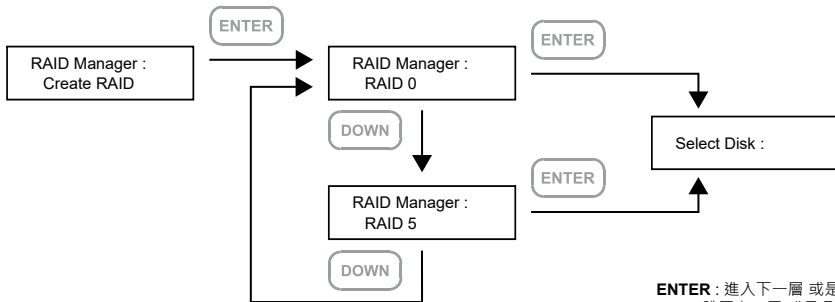 ENTER
RAID Manager :
Create RAID
RAID Manager :
RAID 0
ENTER
DOWN
Select Disk :
RAID Manager :
RAID 5
ENTER
DOWN
ENTER : 進入下一層 或是